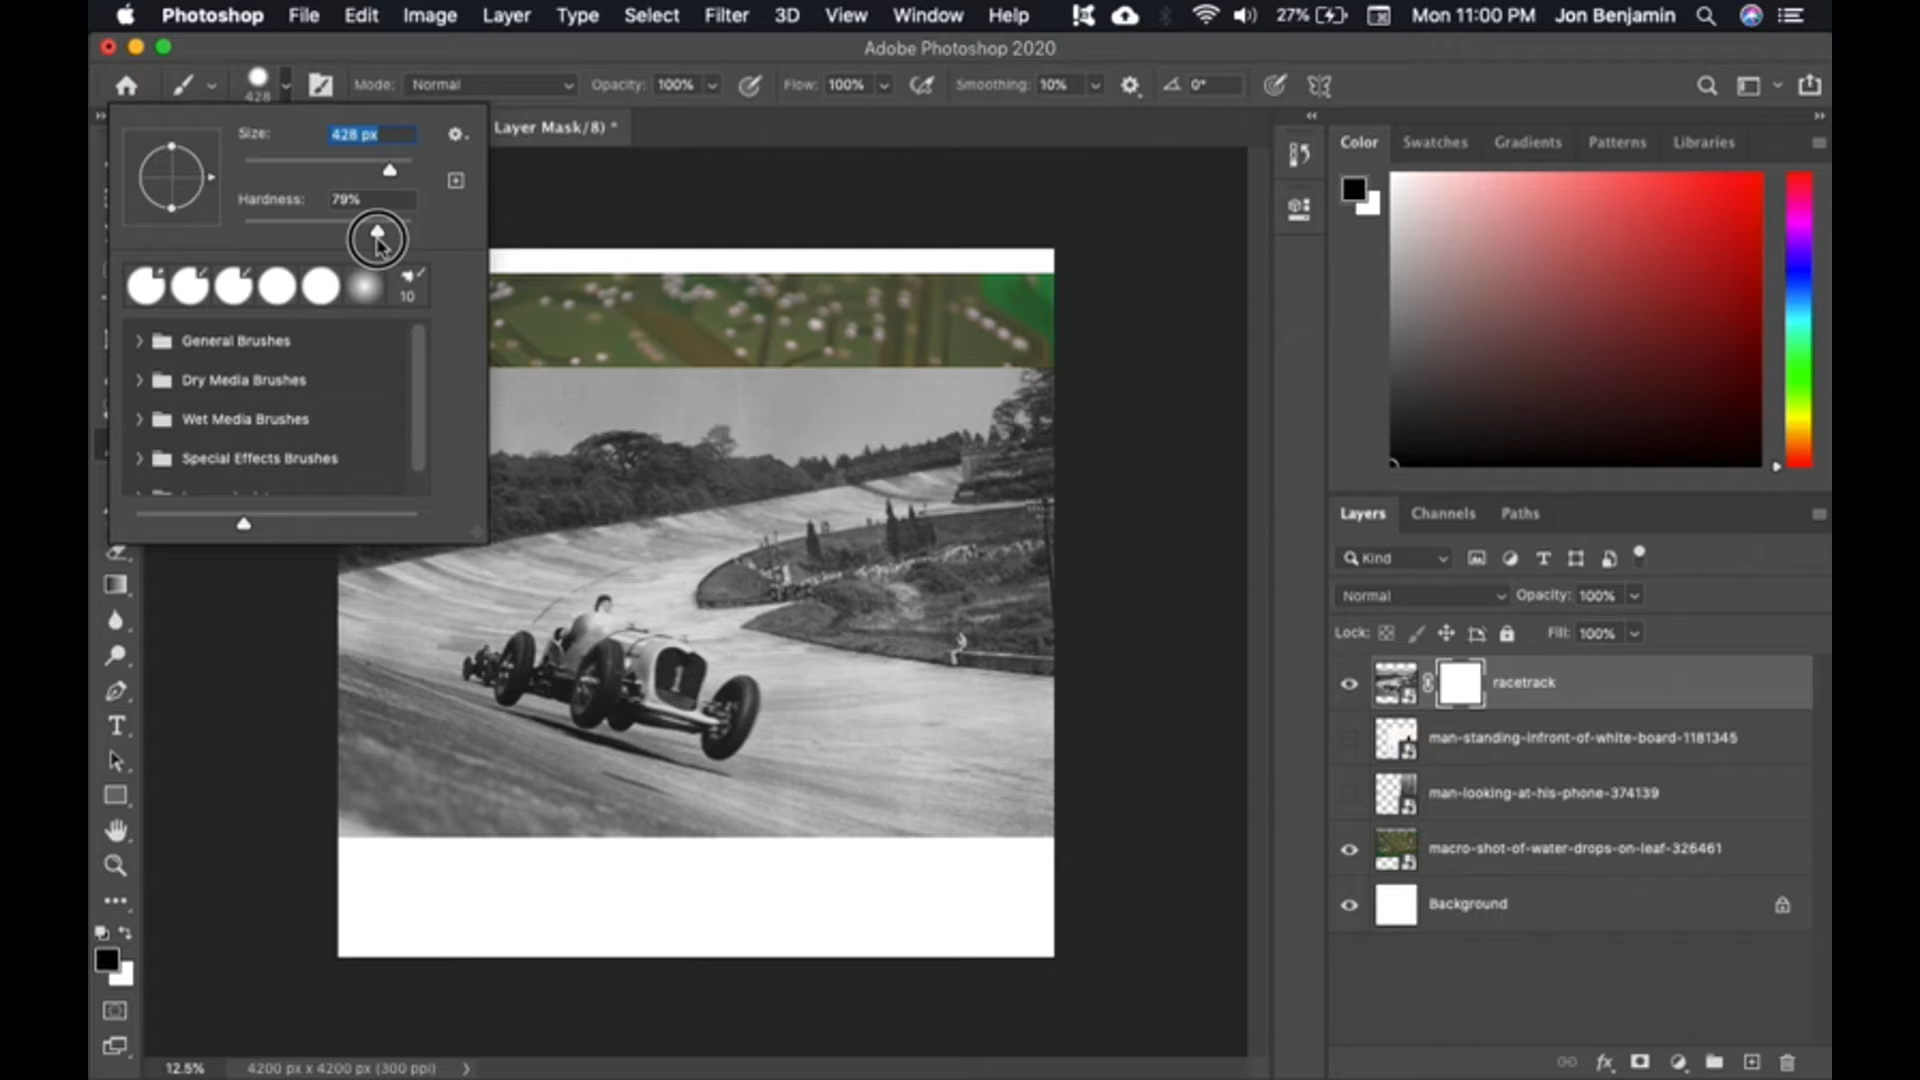 Photoshop File Edit Image Layer Type Select Filter 3D View Window Help 27% Mon 11:00 PM Jon Benjamin
Adobe Photoshop 2020
428 Mode: Normal Opacity: 100% Flow: 100% Smoothing: 10% 0°
Layer Mask/8) *
Size: 428 px
Hardness: 79%
10
General Brushes
Dry Media Brushes
Wet Media Brushes
Special Effects Brushes
1
Color Swatches Gradients Patterns Libraries
Layers Channels Paths
Kind
Normal Opacity: 100%
Lock: Fill: 100%
racetrack
man-standing-infront-of-white-board-1181345
man-looking-at-his-phone-374139
macro-shot-of-water-drops-on-leaf-326461
Background
12.5% 4200 px x 4200 px (300 ppi)